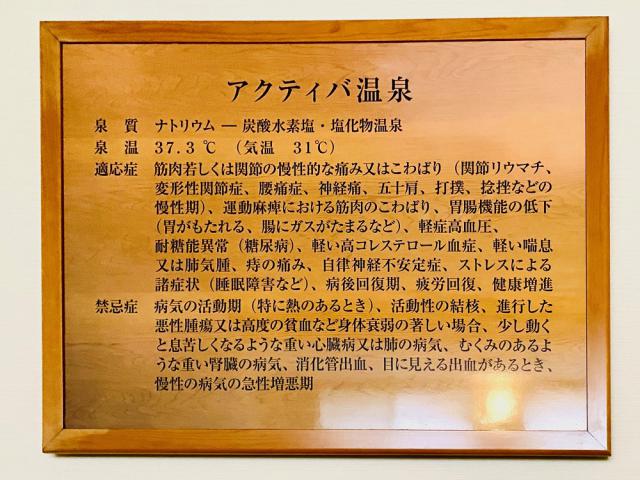 アクティバ温泉
泉　質　ナトリウム ― 炭酸水素塩・塩化物温泉
泉　温　37.3 ℃　（気温　31℃）
適応症　筋肉若しくは関節の慢性的な痛み又はこわばり（関節リウマチ、
変形性関節症、腰痛症、神経痛、五十肩、打撲、捻挫などの
慢性期）、運動麻痺における筋肉のこわばり、胃腸機能の低下
（胃がもたれる、腸にガスがたまるなど）、軽症高血圧、
耐糖能異常（糖尿病）、軽い高コレステロール血症、軽い喘息
又は肺気腫、痔の痛み、自律神経不安定症、ストレスによる
諸症状（睡眠障害など）、病後回復期、疲労回復、健康増進
禁忌症　病気の活動期（特に熱のあるとき）、活動性の結核、進行した
悪性腫瘍又は高度の貧血など身体衰弱の著しい場合、少し動く
と息苦しくなるような重い心臓病又は肺の病気、むくみのあるよ
うな重い腎臓の病気、消化管出血、目に見える出血があるとき、
慢性の病気の急性増悪期